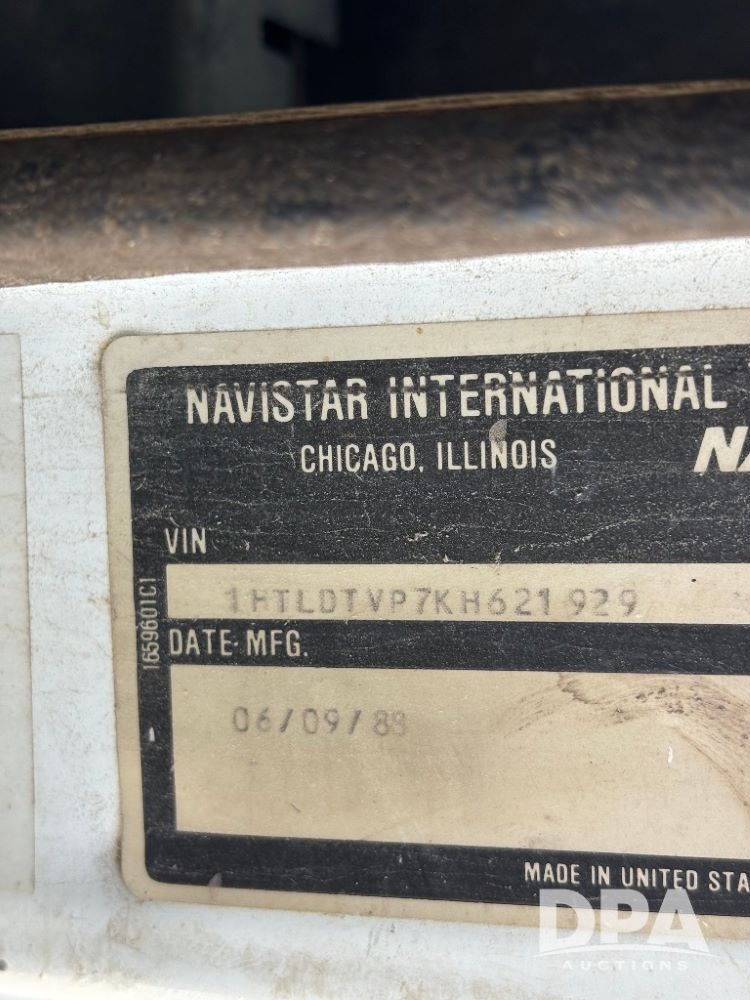 NAVISTAR INTERNATIONAL
CHICAGO, ILLINOIS
NA
VIN
1HTLDTVP7KH621929
DATE MFG.
06/09/88
1659601C1
MADE IN UNITED STA
DPA
AUCTIONS